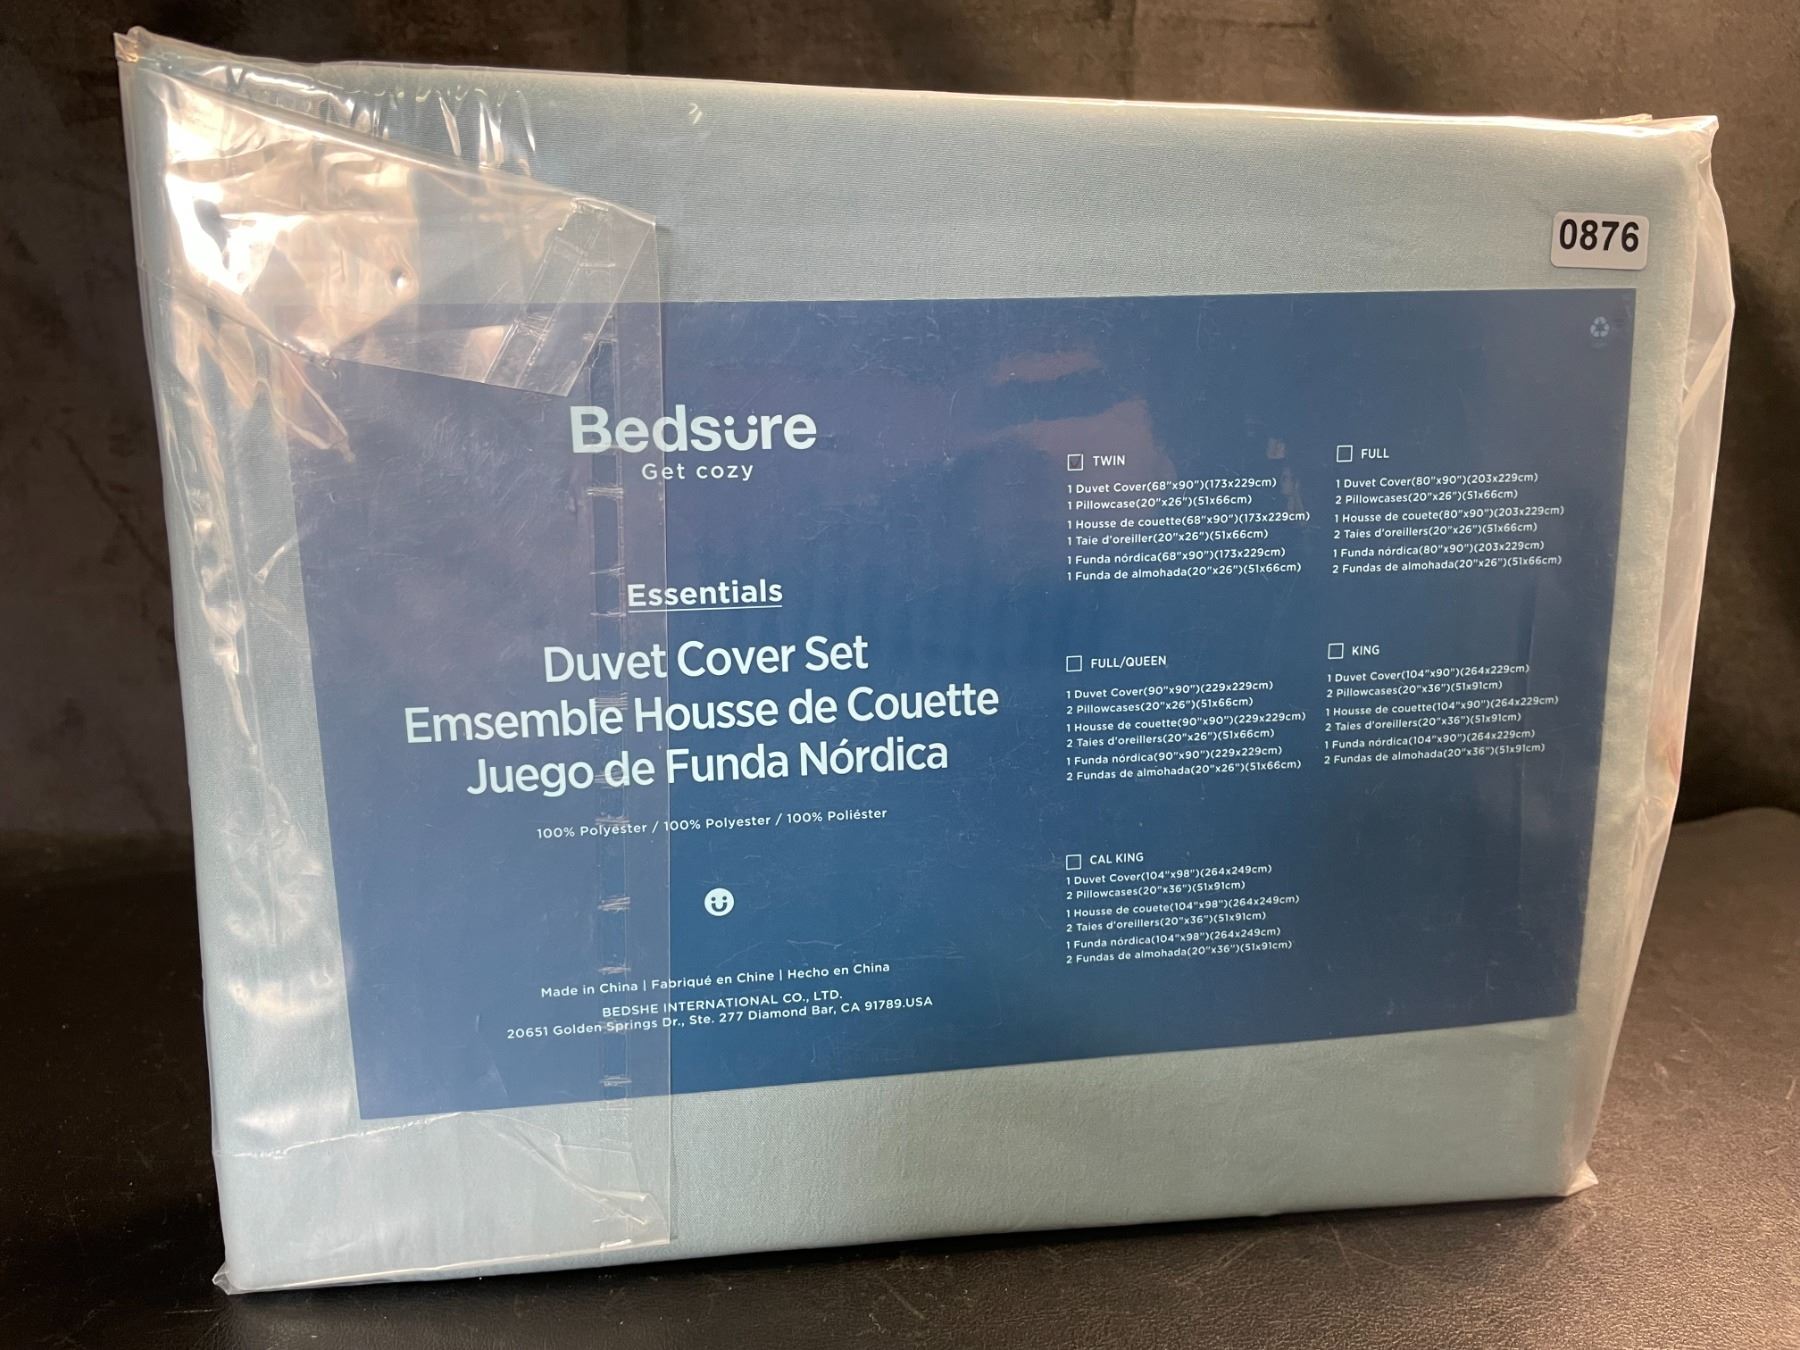 0876
Bedsure
Get cozy
Essentials
Duvet Cover Set
Emsemble Housse de Couette
Juego de Funda Nórdica
100% Polyester / 100% Polyester / 100% Poliéster
Made in China | Fabriqué en Chine | Hecho en China
BEDSHE INTERNATIONAL CO., LTD.
20651 Golden Springs Dr., Ste. 277 Diamond Bar, CA 91789.USA
TWIN
1 Duvet Cover(68"x90")(173x229cm)
1 Pillowcase(20"x26")(51x66cm)
1 Housse de couette(68"x90")(173x229cm)
1 Taie d'oreiller(20"x26")(51x66cm)
1 Funda nórdica(68"x90")(173x229cm)
1 Funda de almohada(20"x26")(51x66cm)
FULL
1 Duvet Cover(80"x90")(203x229cm)
2 Pillowcases(20"x26")(51x66cm)
1 Housse de couete(80"x90")(203x229cm)
2 Taies d'oreillers(20"x26")(51x66cm)
1 Funda nórdica(80"x90")(203x229cm)
2 Fundas de almohada(20"x26")(51x66cm)
FULL/QUEEN
1 Duvet Cover(90"x90")(229x229cm)
2 Pillowcases(20"x26")(51x66cm)
1 Housse de couette(90"x90")(229x229cm)
2 Taies d'oreillers(20"x26")(51x66cm)
1 Funda nórdica(90"x90")(229x229cm)
2 Fundas de almohada(20"x26")(51x66cm)
KING
1 Duvet Cover(104"x90")(264x229cm)
2 Pillowcases(20"x36")(51x91cm)
1 Housse de couette(104"x90")(264x229cm)
2 Taies d'oreillers(20"x36")(51x91cm)
1 Funda nórdica(104"x90")(264x229cm)
2 Fundas de almohada(20"x36")(51x91cm)
CAL KING
1 Duvet Cover(104"x98")(264x249cm)
2 Pillowcases(20"x36")(51x91cm)
1 Housse de couete(104"x98")(264x249cm)
2 Taies d'oreillers(20"x36")(51x91cm)
1 Funda nórdica(104"x98")(264x249cm)
2 Fundas de almohada(20"x36")(51x91cm)